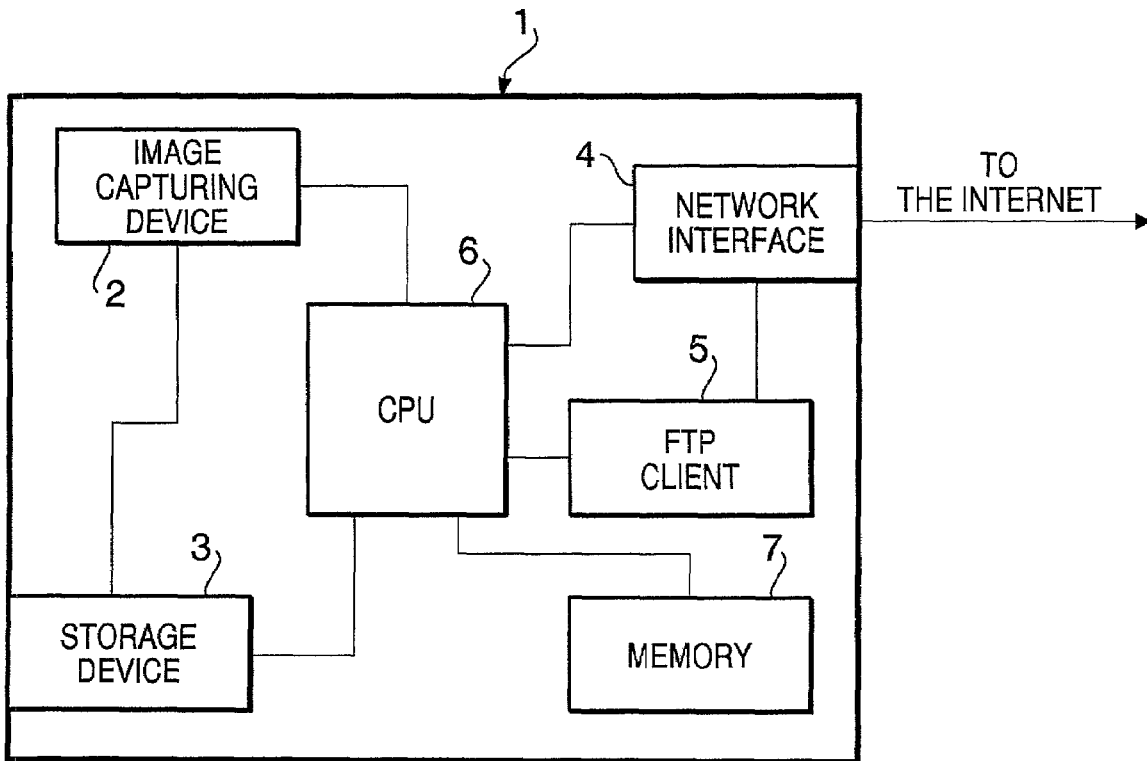 1
IMAGE
CAPTURING
DEVICE
2
4
NETWORK
INTERFACE
TO
THE INTERNET
6
CPU
5
FTP
CLIENT
3
STORAGE
DEVICE
7
MEMORY